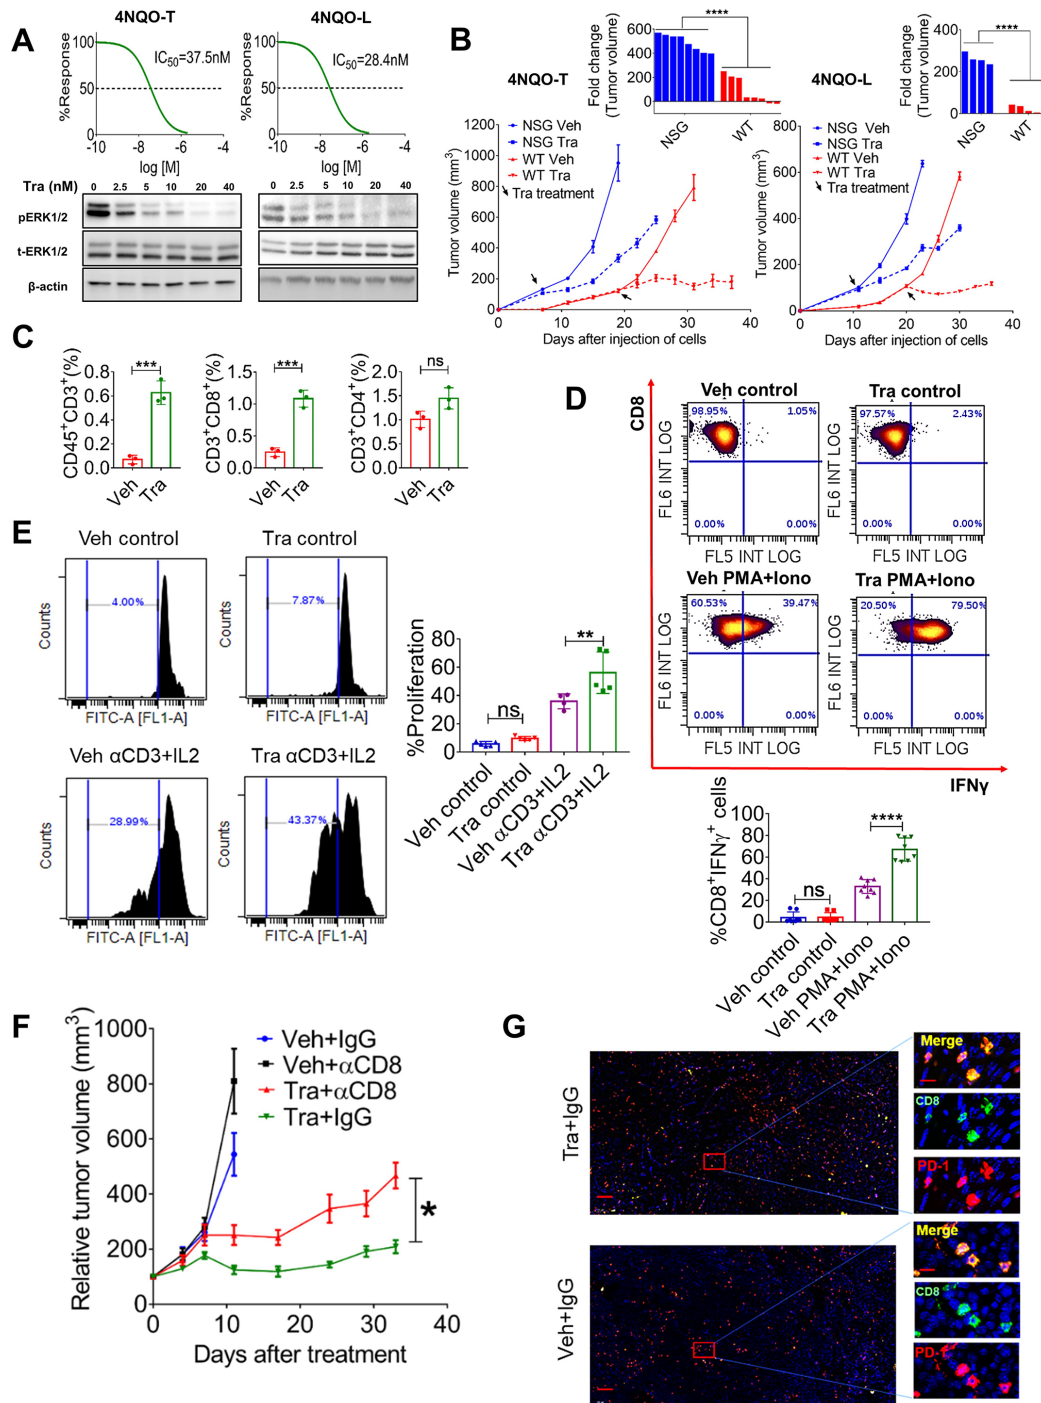 A
4NQO-T
4NQO-L
%Response
100
50
0
IC50=37.5nM
-10 -8 -6 -4
log [M]
%Response
100
50
0
IC50=28.4nM
-10 -8 -6 -4
log [M]
Tra (nM) 0 2.5 5 10 20 40 0 2.5 5 10 20 40
pERK1/2
t-ERK1/2
β-actin
B
4NQO-T
Fold change
(Tumor volume)
600
400
200
0
****
NSG WT
Tumor volume (mm3)
1200
1000
800
600
400
200
0
NSG Veh
NSG Tra
WT Veh
WT Tra
Tra treatment
0 10 20 30 40
Days after injection of cells
4NQO-L
Fold change
(Tumor volume)
400
200
0
****
NSG WT
Tumor volume (mm3)
800
600
400
200
0
NSG Veh
NSG Tra
WT Veh
WT Tra
Tra treatment
0 10 20 30 40
Days after injection of cells
C
CD45+CD3+(%)
0.8
0.6
0.4
0.2
0.0
***
Veh Tra
CD3+CD8+(%)
1.5
1.0
0.5
0.0
***
Veh Tra
CD3+CD4+(%)
2.0
1.5
1.0
0.5
0.0
ns
Veh Tra
D
CD8
Veh control
98.95% 1.05%
0.00% 0.00%
FL6 INT LOG
FL5 INT LOG
Tra control
97.57% 2.43%
0.00% 0.00%
FL6 INT LOG
FL5 INT LOG
Veh PMA+Iono
60.53% 39.47%
0.00% 0.00%
FL6 INT LOG
FL5 INT LOG
Tra PMA+Iono
20.50% 79.50%
0.00% 0.00%
FL6 INT LOG
FL5 INT LOG
IFNγ
%CD8+IFNγ+ cells
100
80
60
40
20
0
ns
****
Veh control
Tra control
Veh PMA+Iono
Tra PMA+Iono
E
Veh control
4.00%
Counts
FITC-A [FL1-A]
Tra control
7.87%
Counts
FITC-A [FL1-A]
Veh αCD3+IL2
28.99%
Counts
FITC-A [FL1-A]
Tra αCD3+IL2
43.37%
Counts
FITC-A [FL1-A]
%Proliferation
80
60
40
20
0
ns
**
Veh control
Tra control
Veh αCD3+IL2
Tra αCD3+IL2
F
Relative tumor volume (mm3)
1000
800
600
400
200
0
Veh+IgG
Veh+αCD8
Tra+αCD8
Tra+IgG
*
0 10 20 30 40
Days after treatment
G
Tra+IgG
Merge
CD8
PD-1
Veh+IgG
Merge
CD8
PD-1